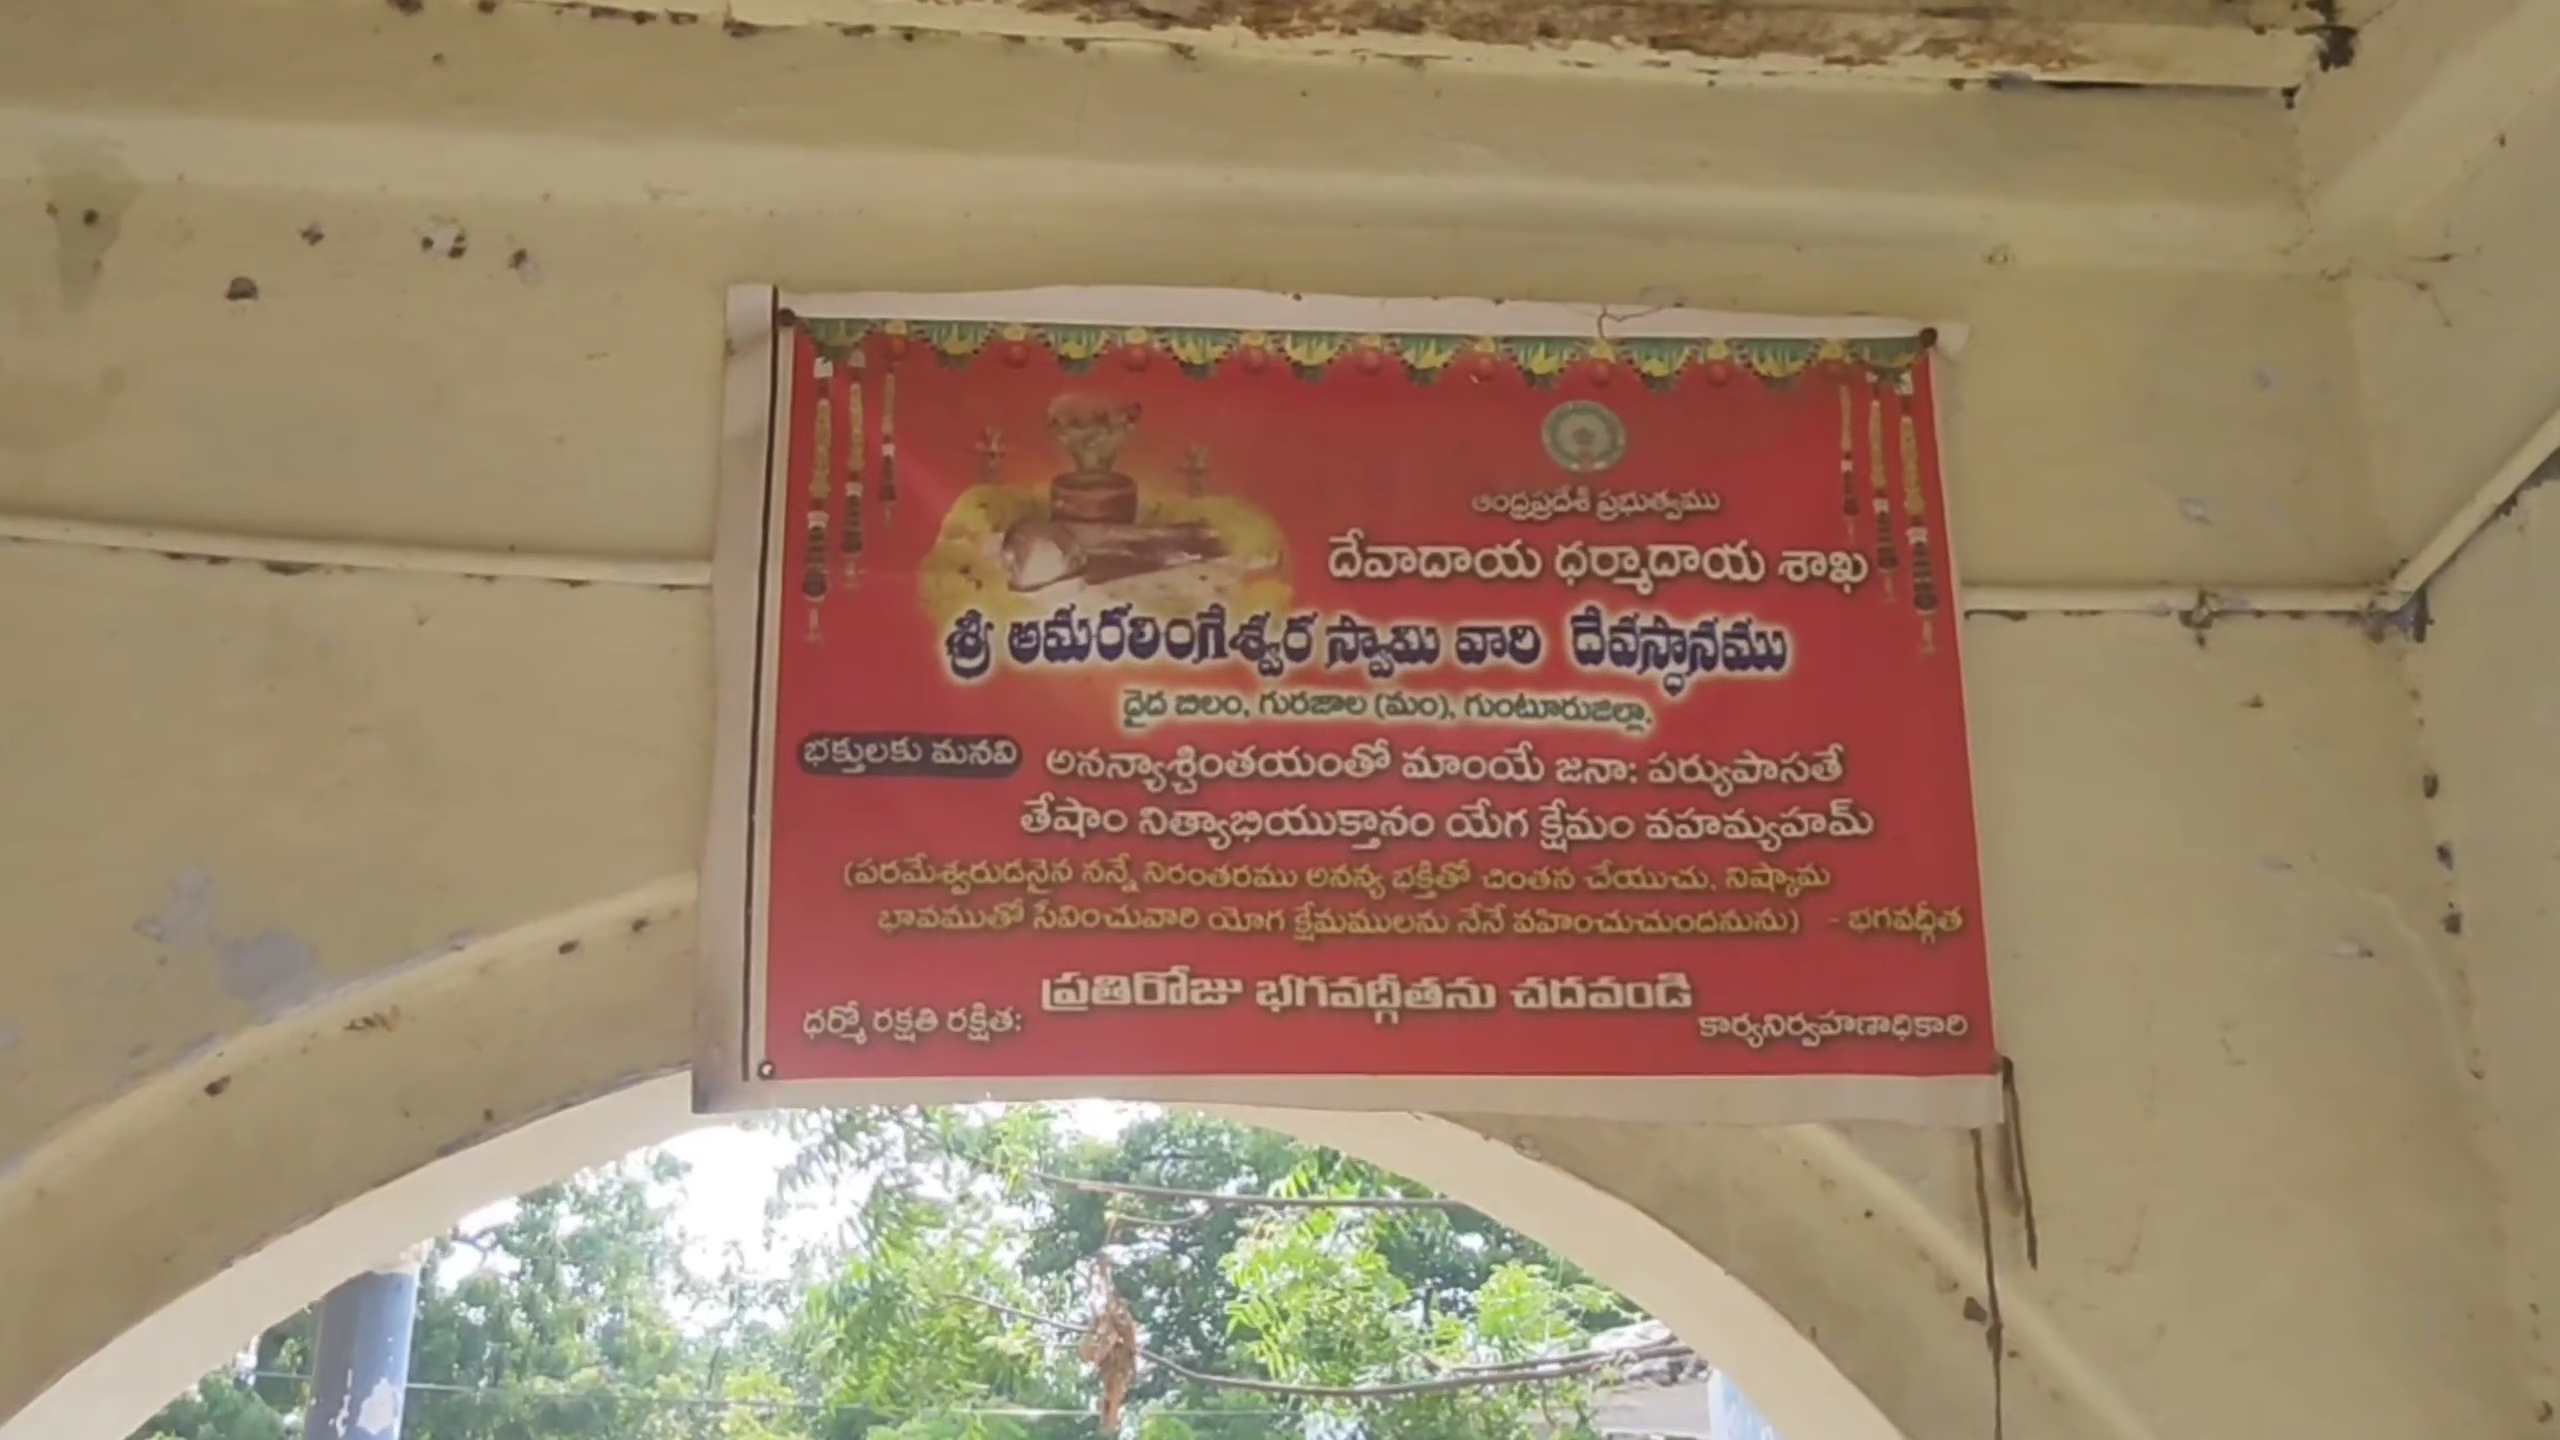 ఆంధ్రప్రదేశ్ ప్రభుత్వము
దేవాదాయ ధర్మాదాయ శాఖ
శ్రీ అమరలింగేశ్వర స్వామి వారి దేవస్థానము
దైద బిలం, గురజాల (మం), గుంటూరుజిల్లా.
భక్తులకు మనవి
అనన్యాశ్చింతయంతో మాంయే జనా: పర్యుపాసతే
తేషాం నిత్యాభియుక్తానం యేగ క్షేమం వహమ్యహమ్
(పరమేశ్వరుదనైన నన్నే నిరంతరము అనన్య భక్తితో చింతన చేయుచు, నిష్కామ
భావముతో సేవించువారి యోగ క్షేమములను నేనే వహించుచుందనును) - భగవద్గీత
ప్రతిరోజు భగవద్గీతను చదవండి
ధర్మో రక్షతి రక్షిత:
కార్యనిర్వహణాధికారి